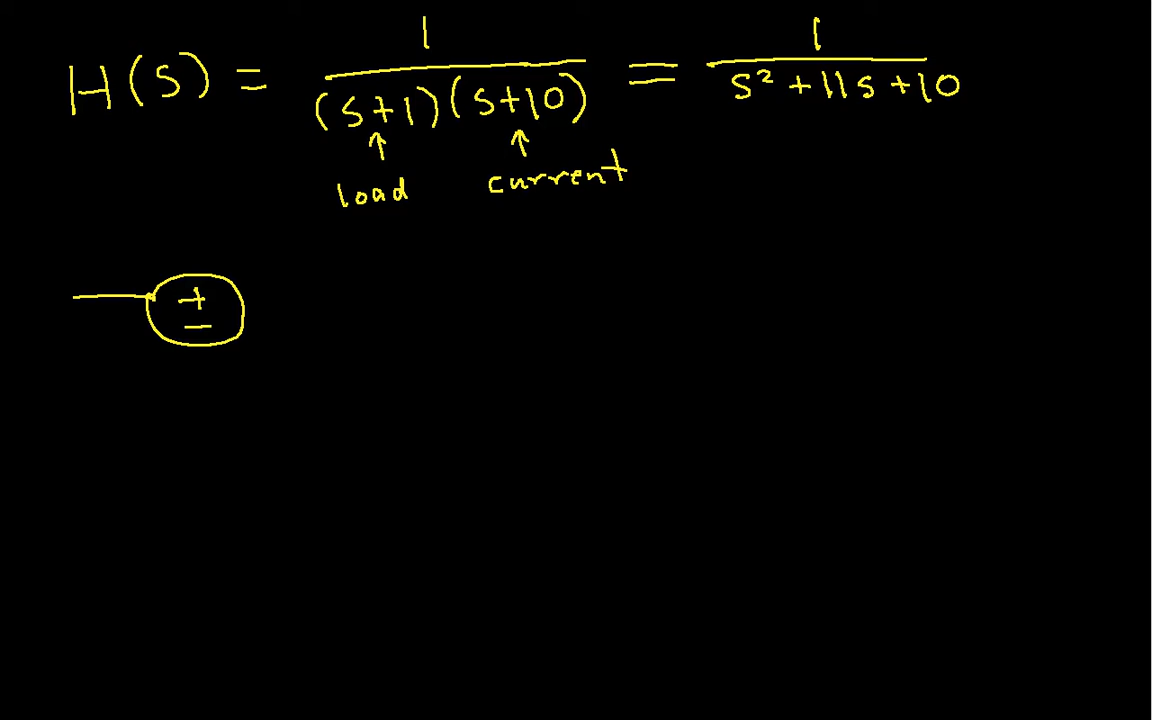 H(s) = 1/((s+1)(s+10)) = 1/(s²+11s+10)
load current
+
−